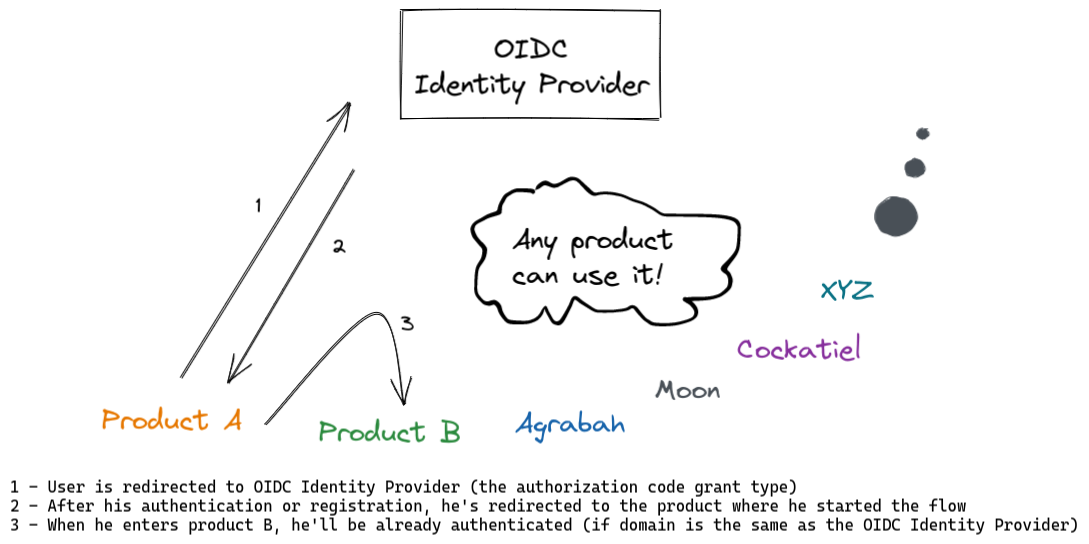 OIDC
Identity Provider
1
2
Any product
can use it!
3
XYZ
Cockatiel
Moon
Product A
Product B
Agrabah
1 - User is redirected to OIDC Identity Provider (the authorization code grant type)
2 - After his authentication or registration, he's redirected to the product where he started the flow
3 - When he enters product B, he'll be already authenticated (if domain is the same as the OIDC Identity Provider)